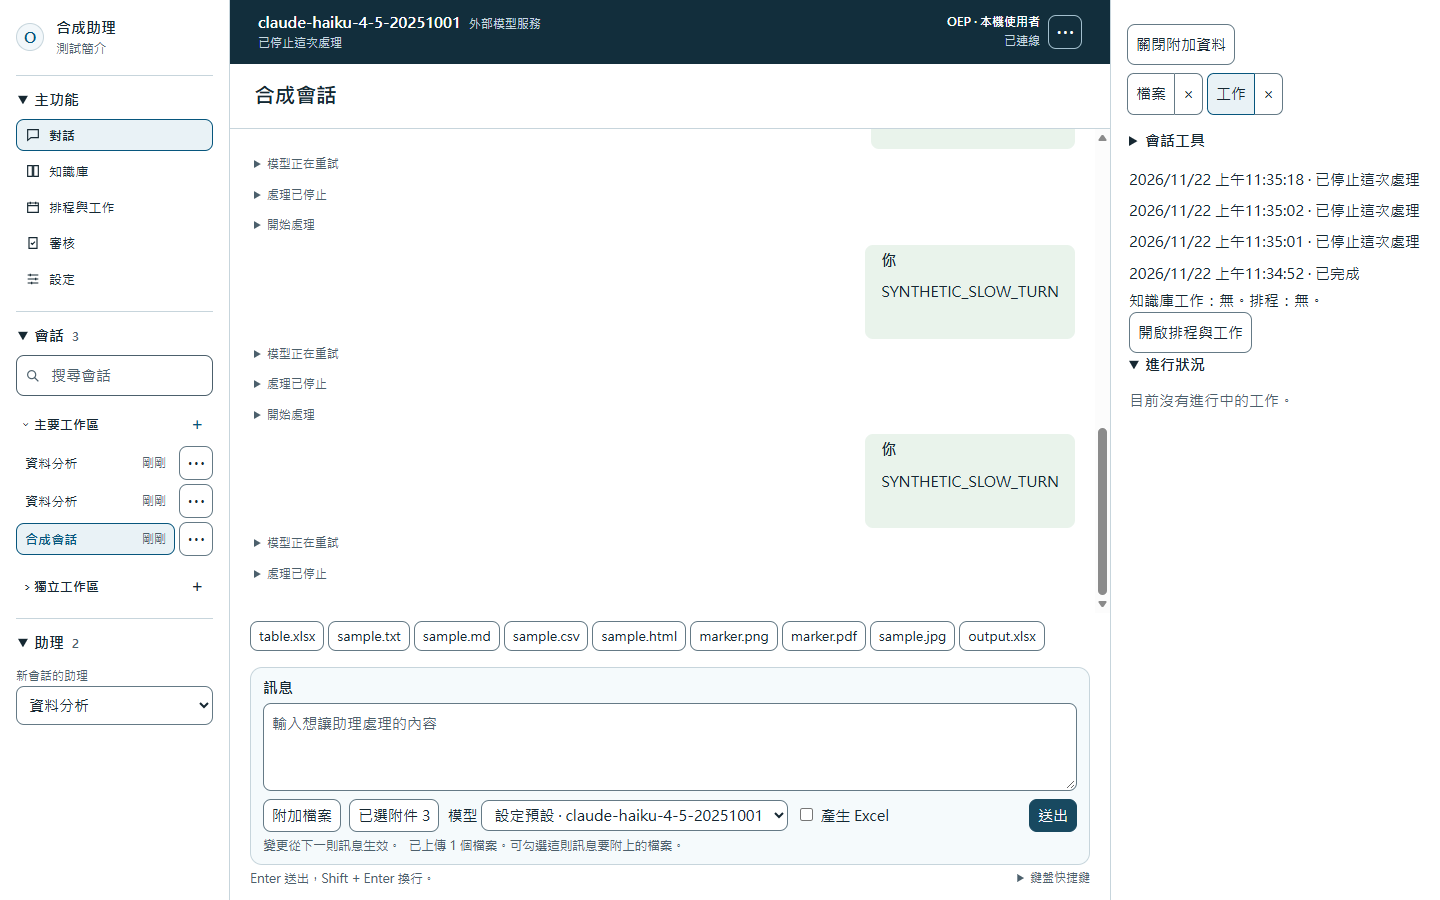 O
合成助理
測試簡介
▼ 主功能
對話
知識庫
排程與工作
審核
設定
▼ 會話 3
搜尋會話
主要工作區 +
資料分析 剛剛 ...
資料分析 剛剛 ...
合成會話 剛剛 ...
獨立工作區 +
▼ 助理 2
新會話的助理
資料分析
claude-haiku-4-5-20251001 外部模型服務
已停止這次處理
OEP · 本機使用者
已連線
...
合成會話
▶ 模型正在重試
▶ 處理已停止
▶ 開始處理
你
SYNTHETIC_SLOW_TURN
▶ 模型正在重試
▶ 處理已停止
▶ 開始處理
你
SYNTHETIC_SLOW_TURN
▶ 模型正在重試
▶ 處理已停止
table.xlsx sample.txt sample.md sample.csv sample.html marker.png marker.pdf sample.jpg output.xlsx
訊息
輸入想讓助理處理的內容
附加檔案 已選附件 3 模型 設定預設 · claude-haiku-4-5-20251001 產生 Excel 送出
變更從下一則訊息生效。 已上傳 1 個檔案。可勾選這則訊息要附上的檔案。
Enter 送出，Shift + Enter 換行。 ▶ 鍵盤快捷鍵
關閉附加資料
檔案 × 工作 ×
▶ 會話工具
2026/11/22 上午11:35:18 · 已停止這次處理
2026/11/22 上午11:35:02 · 已停止這次處理
2026/11/22 上午11:35:01 · 已停止這次處理
2026/11/22 上午11:34:52 · 已完成
知識庫工作：無。排程：無。
開啟排程與工作
▼ 進行狀況
目前沒有進行中的工作。